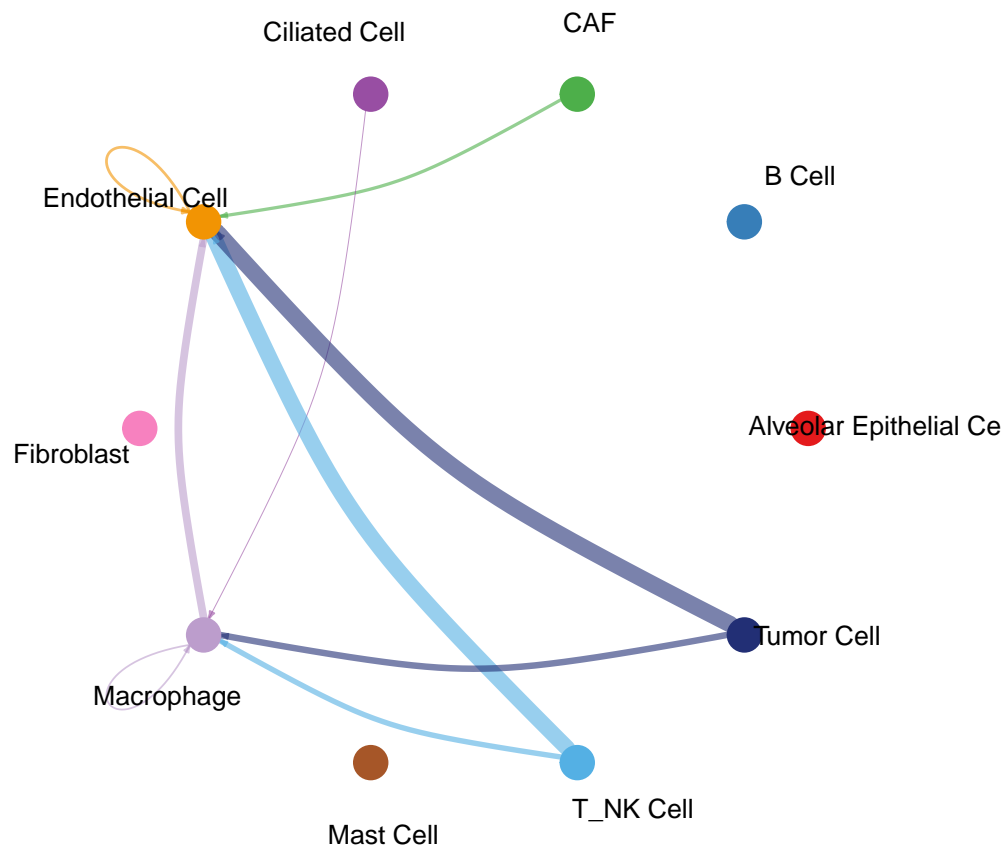 CAF
Ciliated Cell
B Cell
Endothelial Cell
Alveolar Epithelial Ce
Fibroblast
Tumor Cell
Macrophage
T_NK Cell
Mast Cell